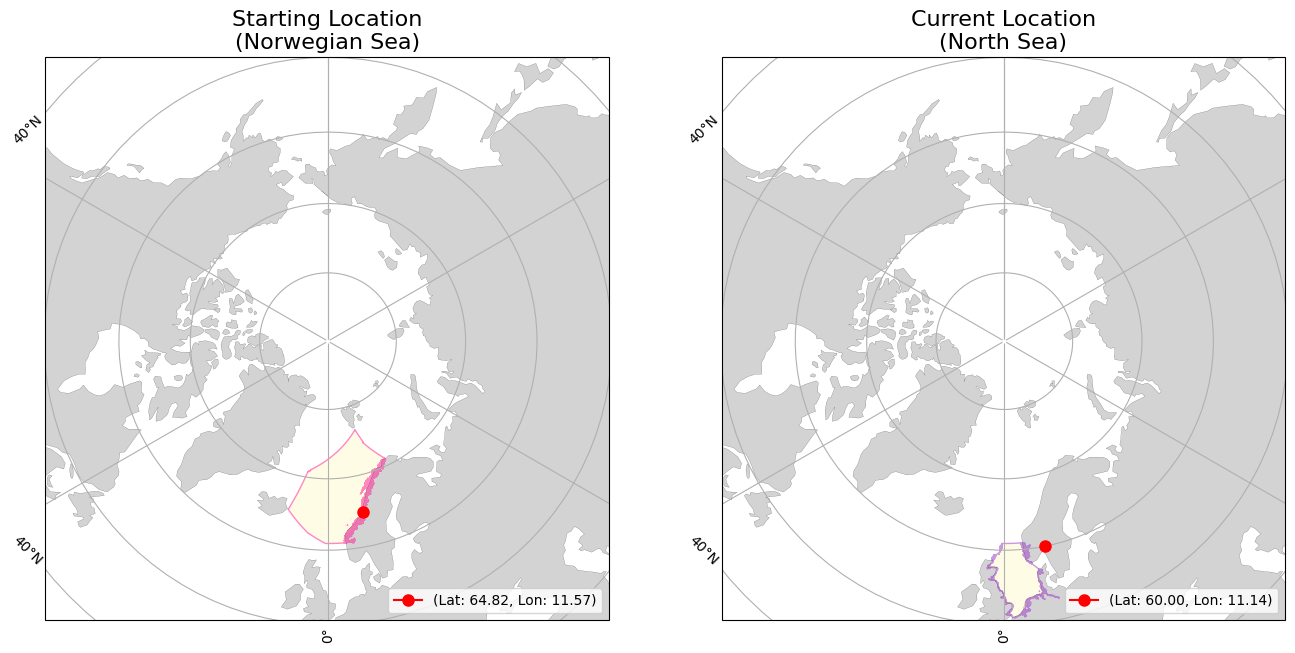 Starting Location
(Norwegian Sea)
40°N
40°N
0°
(Lat: 64.82, Lon: 11.57)
Current Location
(North Sea)
40°N
40°N
0°
(Lat: 60.00, Lon: 11.14)